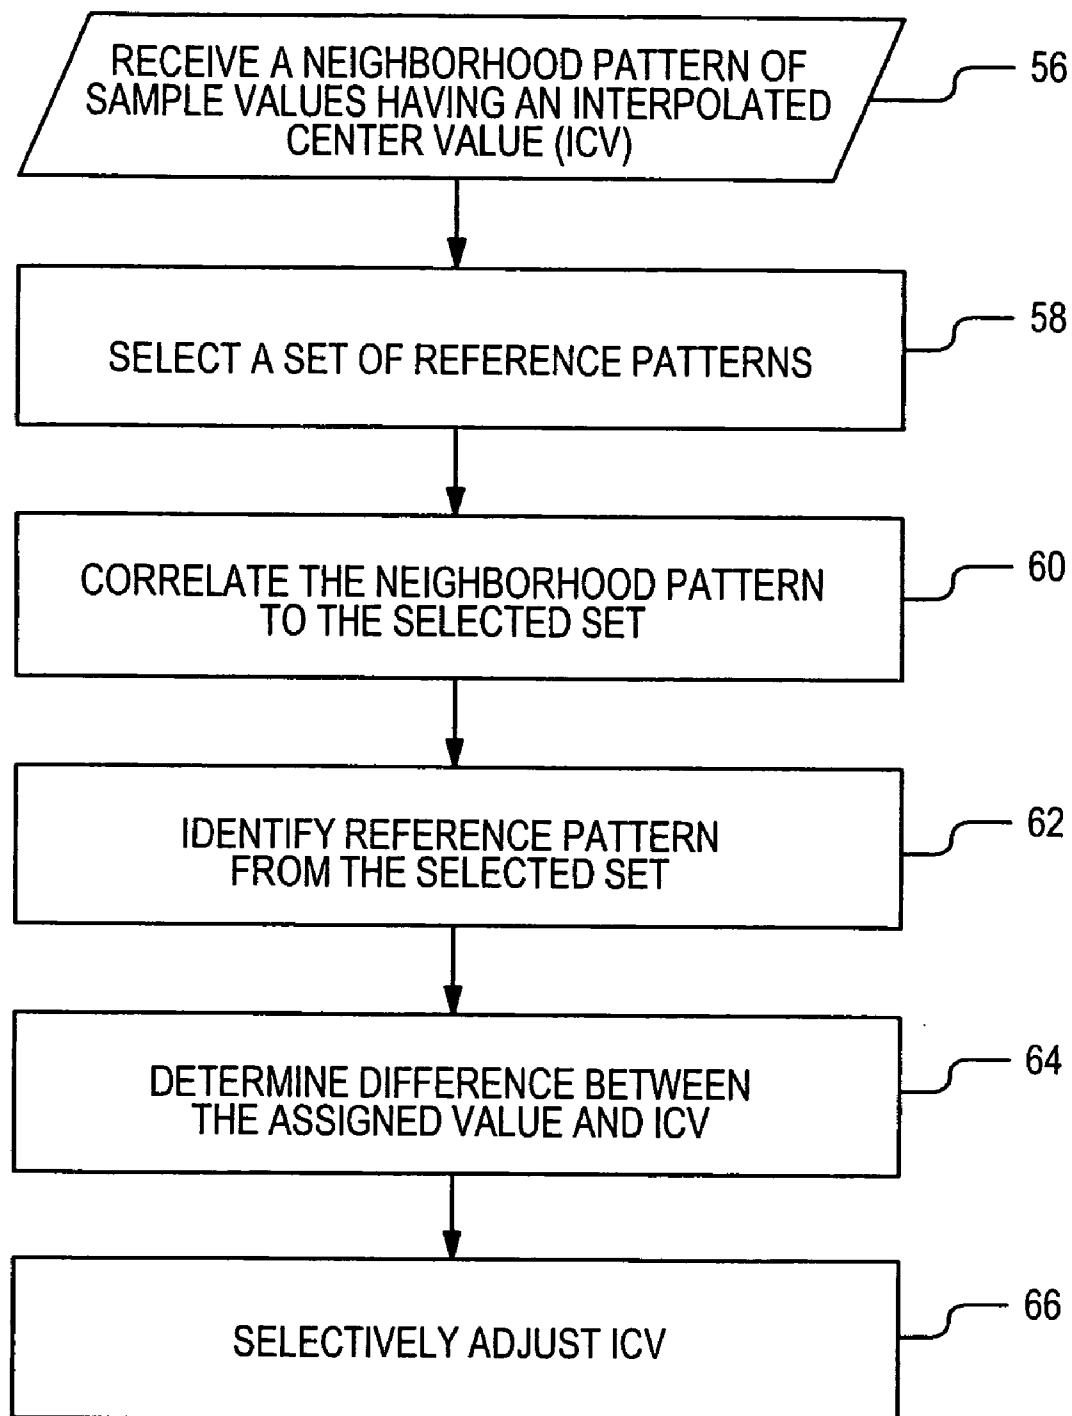 RECEIVE A NEIGHBORHOOD PATTERN OF
SAMPLE VALUES HAVING AN INTERPOLATED
CENTER VALUE (ICV)
56
SELECT A SET OF REFERENCE PATTERNS
58
CORRELATE THE NEIGHBORHOOD PATTERN
TO THE SELECTED SET
60
IDENTIFY REFERENCE PATTERN
FROM THE SELECTED SET
62
DETERMINE DIFFERENCE BETWEEN
THE ASSIGNED VALUE AND ICV
64
SELECTIVELY ADJUST ICV
66